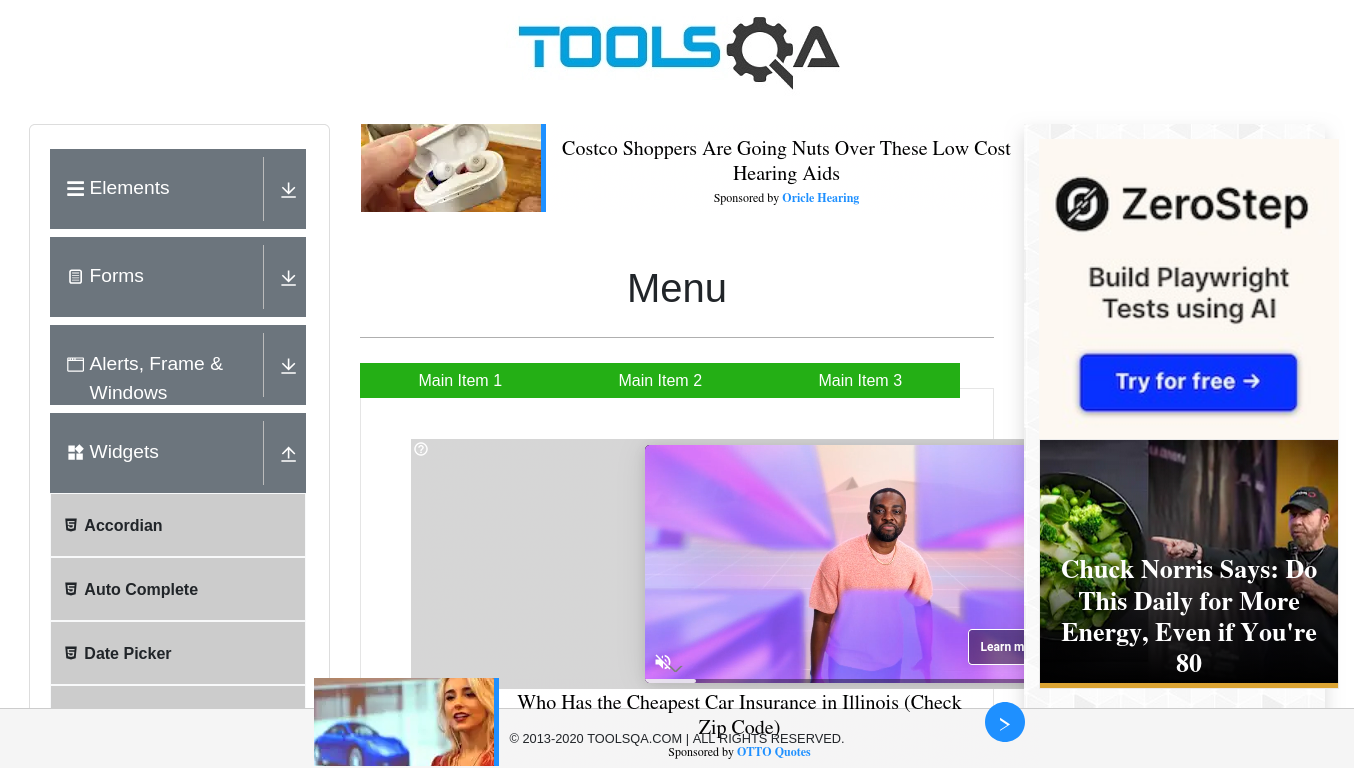 TOOLSQA
Elements
Forms
Alerts, Frame &
Windows
Widgets
Accordian
Auto Complete
Date Picker
Costco Shoppers Are Going Nuts Over These Low Cost
Hearing Aids
Sponsored by Oricle Hearing
Menu
Main Item 1
Main Item 2
Main Item 3
Learn m
ZeroStep
Build Playwright
Tests using AI
Try for free →
Chuck Norris Says: Do
This Daily for More
Energy, Even if You're
80
Who Has the Cheapest Car Insurance in Illinois (Check
Zip Code)
© 2013-2020 TOOLSQA.COM | ALL RIGHTS RESERVED.
Sponsored by OTTO Quotes